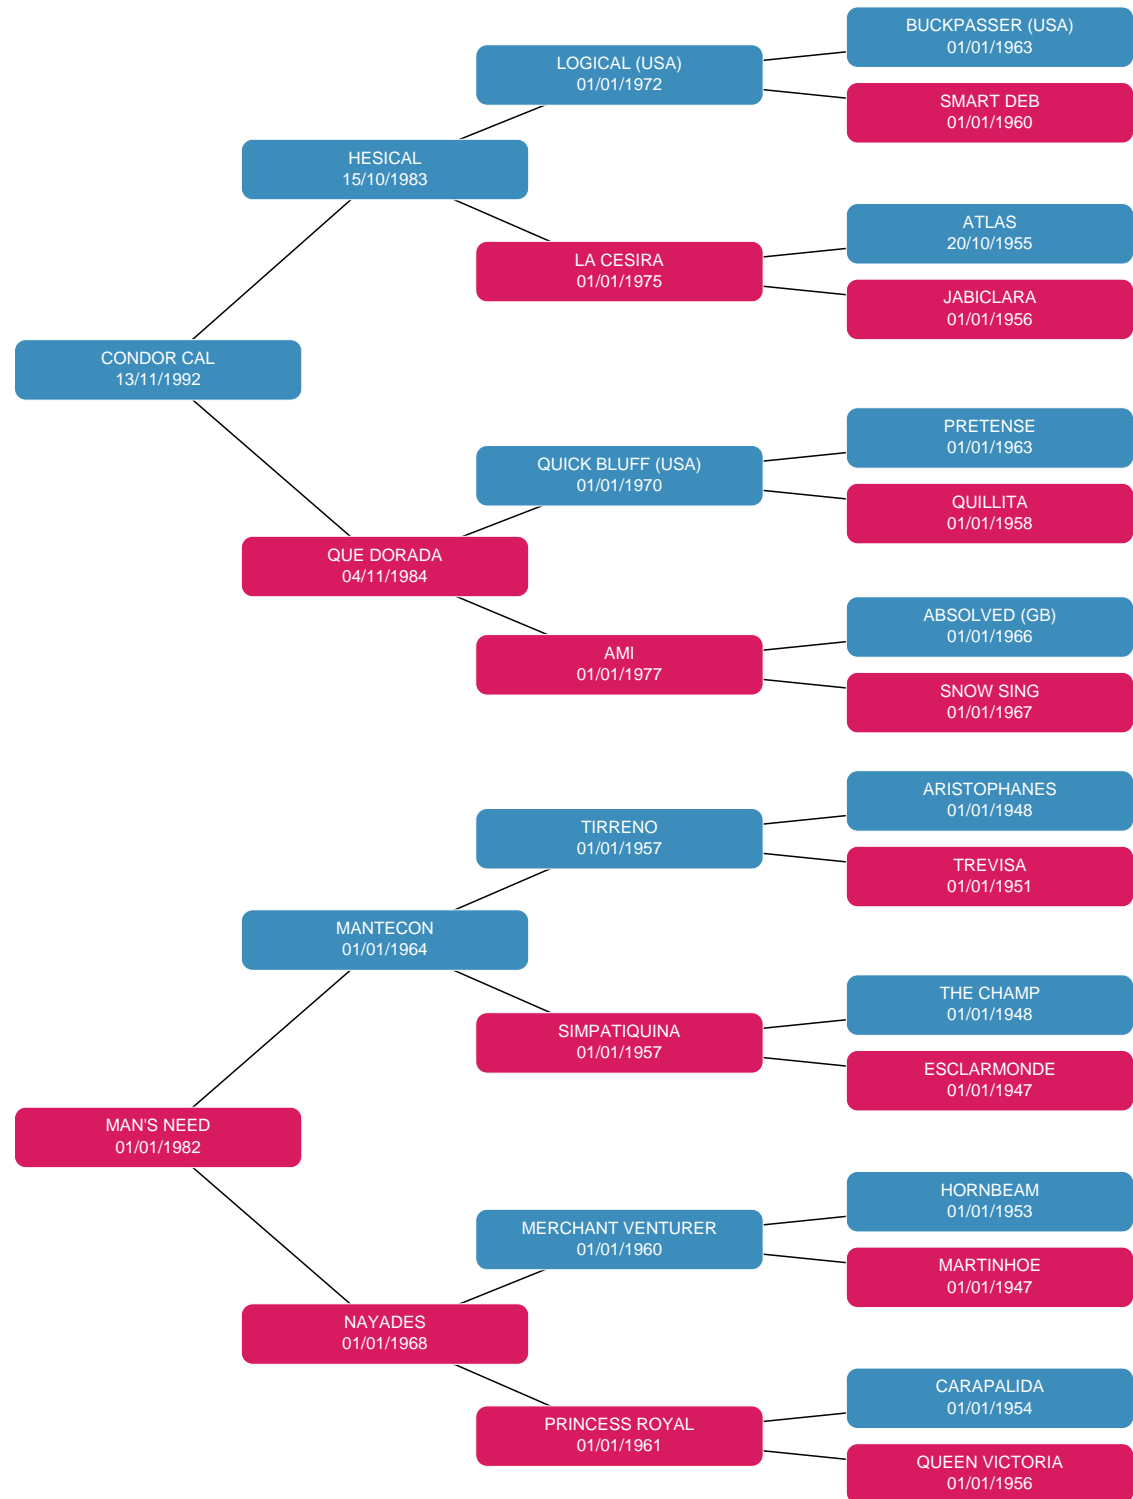 BUCKPASSER (USA)
01/01/1963
LOGICAL (USA)
01/01/1972
SMART DEB
01/01/1960
HESICAL
15/10/1983
ATLAS
20/10/1955
LA CESIRA
01/01/1975
JABICLARA
01/01/1956
CONDOR CAL
13/11/1992
PRETENSE
01/01/1963
QUICK BLUFF (USA)
01/01/1970
QUILLITA
01/01/1958
QUE DORADA
04/11/1984
ABSOLVED (GB)
01/01/1966
AMI
01/01/1977
SNOW SING
01/01/1967
ARISTOPHANES
01/01/1948
TIRRENO
01/01/1957
TREVISA
01/01/1951
MANTECON
01/01/1964
THE CHAMP
01/01/1948
SIMPATIQUINA
01/01/1957
ESCLARMONDE
01/01/1947
MAN'S NEED
01/01/1982
HORNBEAM
01/01/1953
MERCHANT VENTURER
01/01/1960
MARTINHOE
01/01/1947
NAYADES
01/01/1968
CARAPALIDA
01/01/1954
PRINCESS ROYAL
01/01/1961
QUEEN VICTORIA
01/01/1956